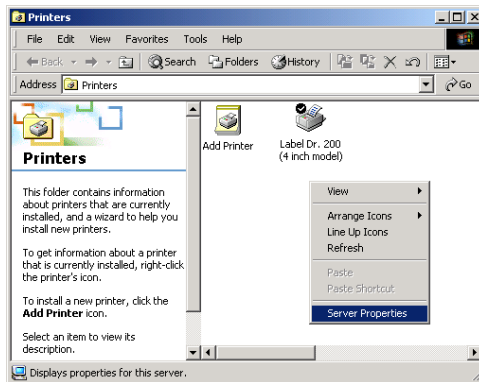 Printers
File Edit View Favorites Tools Help
Back Search Folders History
Address Printers Go
Printers
This folder contains information
about printers that are currently
installed, and a wizard to help you
install new printers.
To get information about a printer
that is currently installed, right-click
the printer's icon.
To install a new printer, click the
Add Printer icon.
Select an item to view its
description.
Add Printer
Label Dr. 200
(4 inch model)
View
Arrange Icons
Line Up Icons
Refresh
Paste
Paste Shortcut
Server Properties
Displays properties for this server.